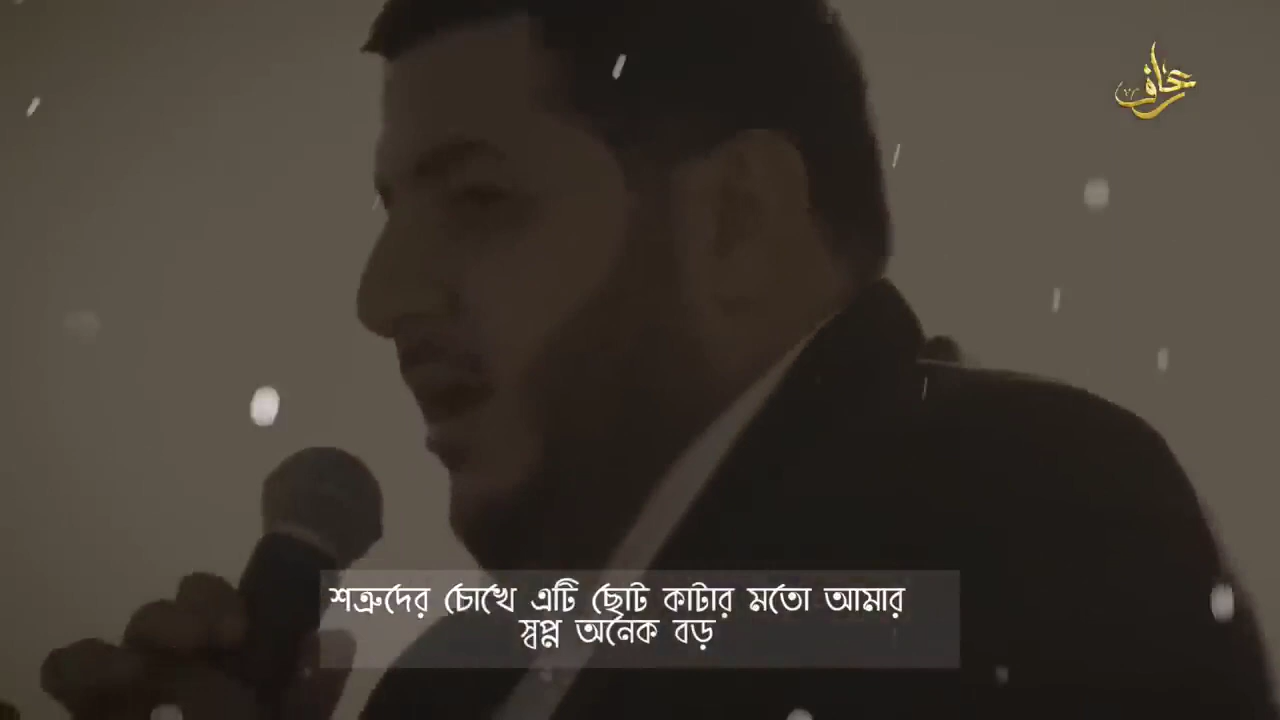 শত্রুদের চোখে এটি ছোট কাটার মতো আমার
স্বপ্ন অনেক বড়